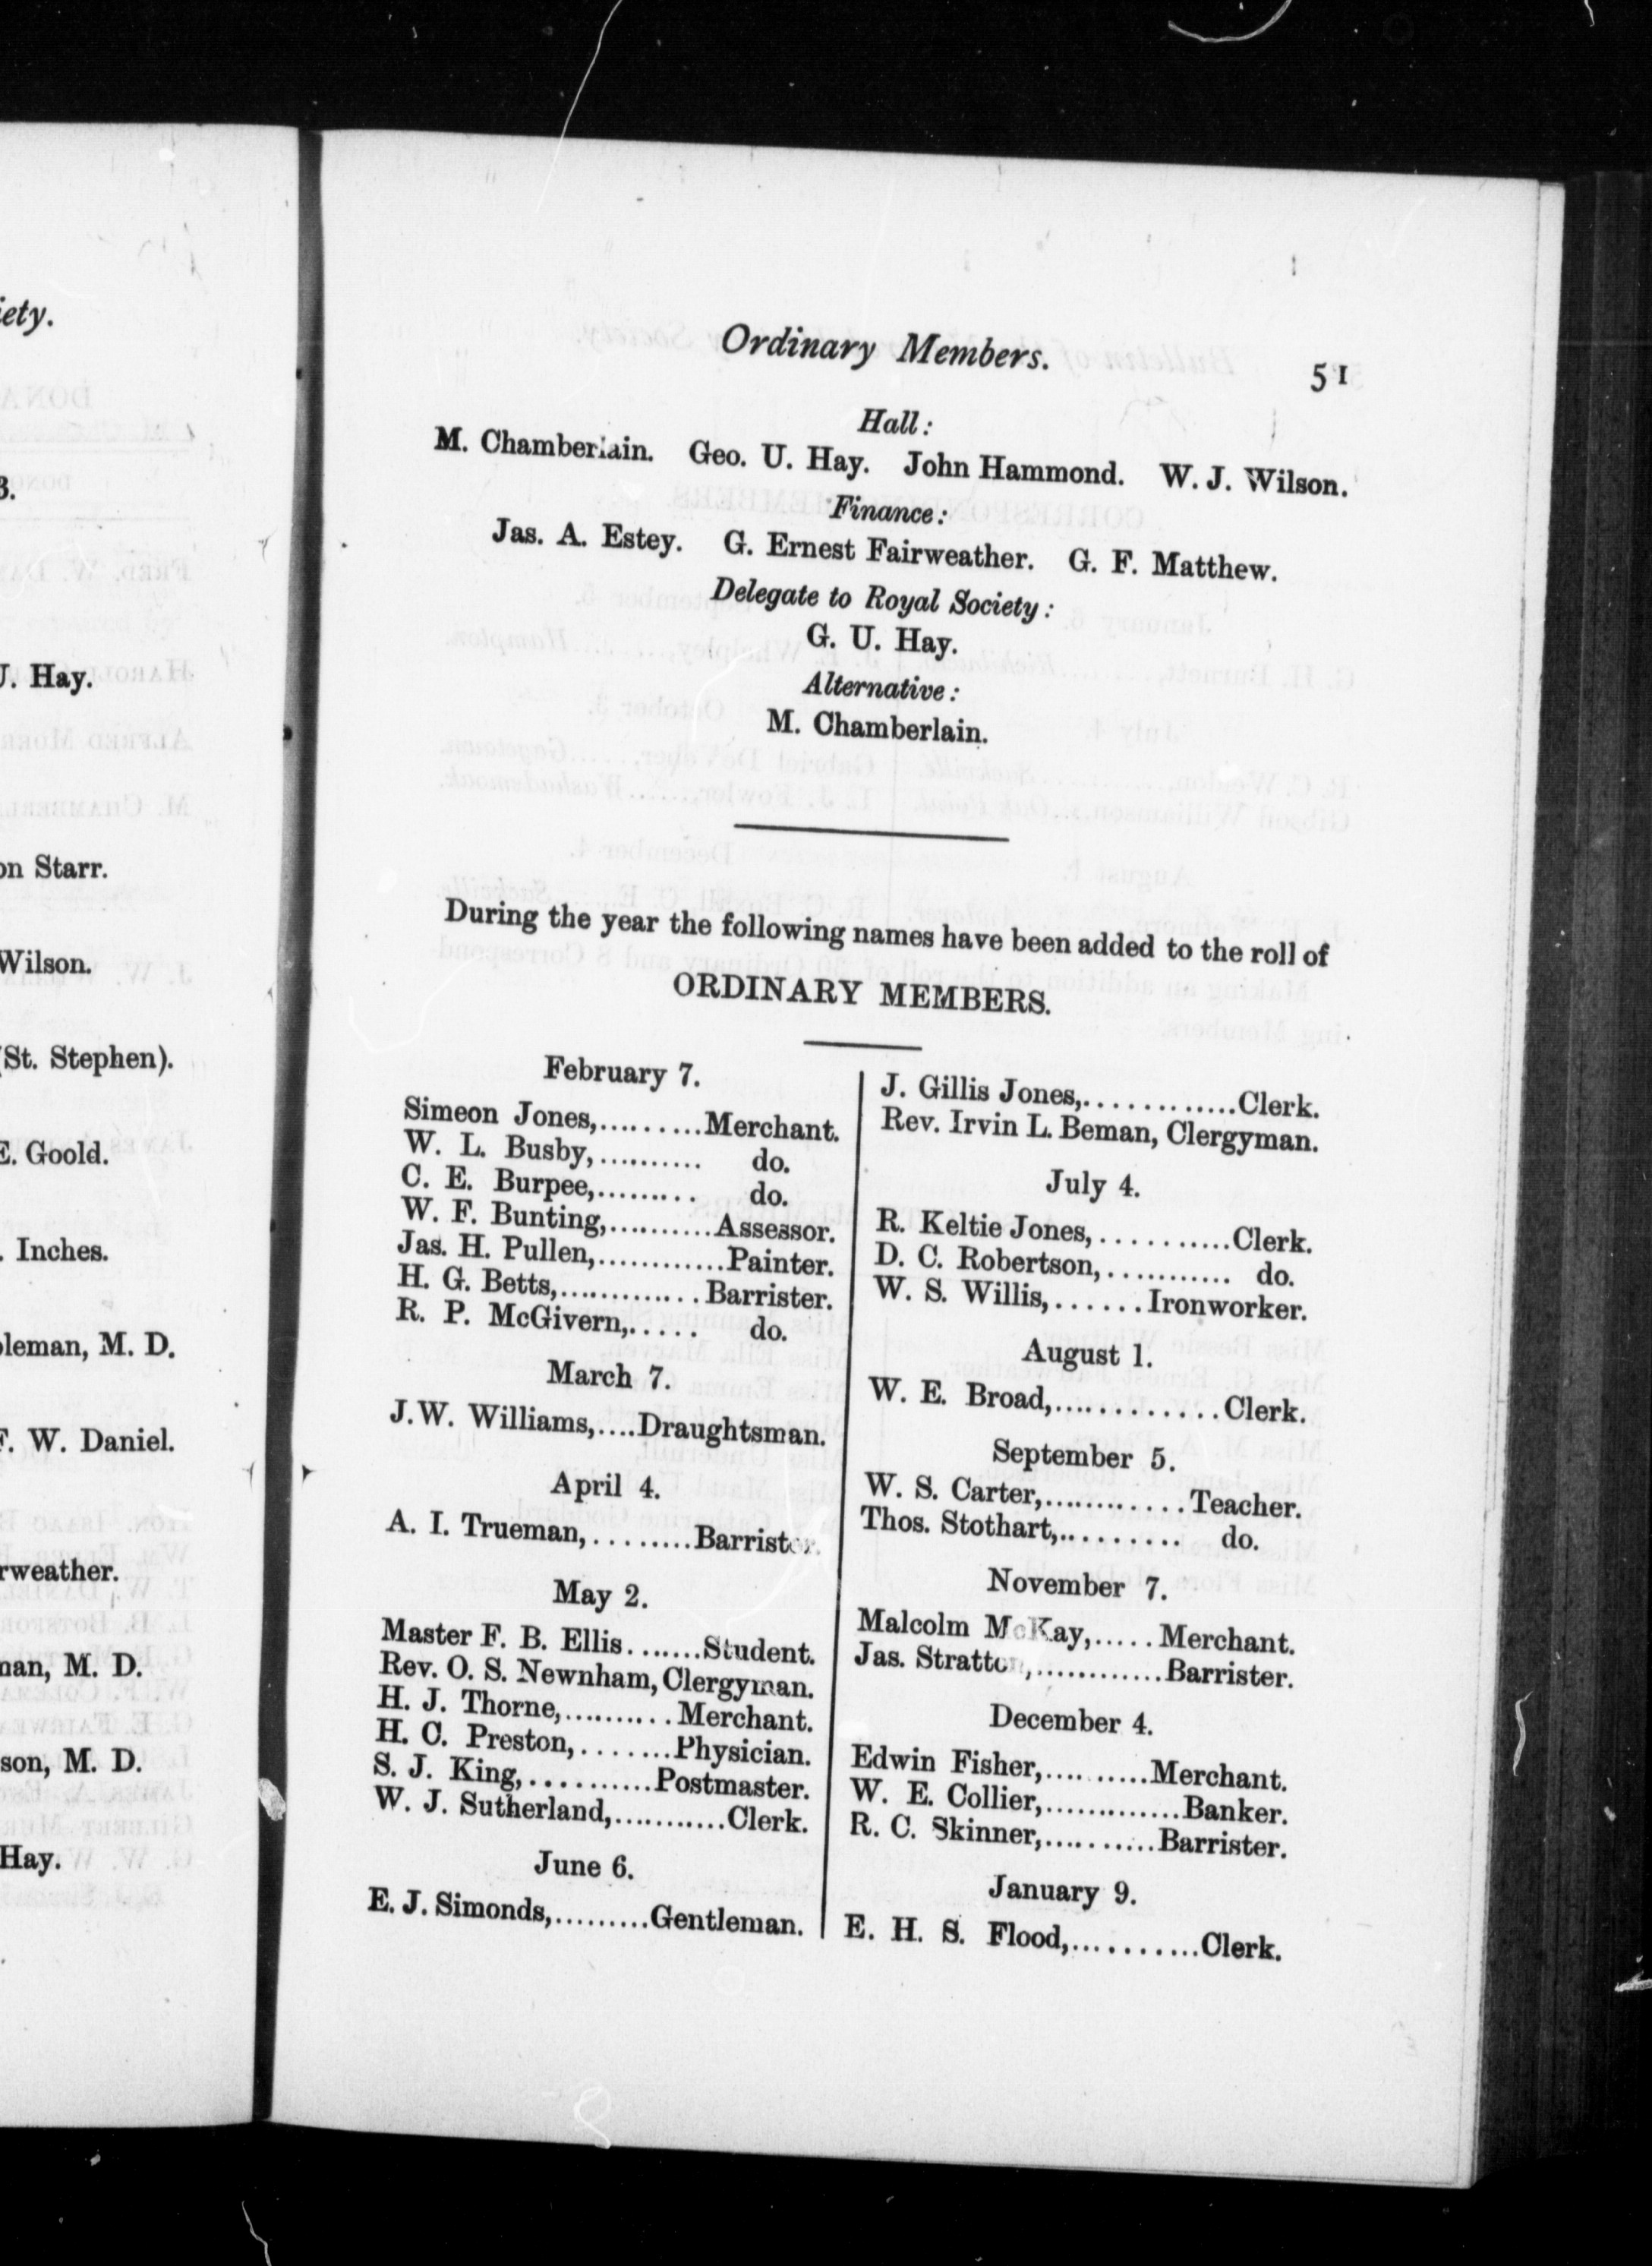 iety.
J. Hay.
on Starr.
Wilson.
(St. Stephen).
E. Goold.
. Inches.
oleman, M. D.
F. W. Daniel.
rweather.
man, M. D.
son, M. D.
Hay.
Ordinary Members. 51
Hall:
M. Chamberlain. Geo. U. Hay. John Hammond. W. J. Wilson.
Finance:
Jas. A. Estey. G. Ernest Fairweather. G. F. Matthew.
Delegate to Royal Society:
G. U. Hay.
Alternative:
M. Chamberlain.
During the year the following names have been added to the roll of
ORDINARY MEMBERS.
February 7.
Simeon Jones,.........Merchant.
W. L. Busby,.......... do.
C. E. Burpee,......... do.
W. F. Bunting,..........Assessor.
Jas. H. Pullen,............Painter.
H. G. Betts,.............Barrister.
R. P. McGivern,...... do.
March 7.
J.W. Williams,....Draughtsman.
April 4.
A. I. Trueman,.........Barrister.
May 2.
Master F. B. Ellis.......Student.
Rev. O. S. Newnham, Clergyman.
H. J. Thorne,..........Merchant.
H. C. Preston,........Physician.
S. J. King,...........Postmaster.
W. J. Sutherland,...........Clerk.
June 6.
E. J. Simonds,.........Gentleman.
J. Gillis Jones,............Clerk.
Rev. Irvin L. Beman, Clergyman.
July 4.
R. Keltie Jones,...........Clerk.
D. C. Robertson,........... do.
W. S. Willis,......Ironworker.
August 1.
W. E. Broad,............Clerk.
September 5.
W. S. Carter,............Teacher.
Thos. Stothart,......... do.
November 7.
Malcolm McKay,.....Merchant.
Jas. Stratton,............Barrister.
December 4.
Edwin Fisher,..........Merchant.
W. E. Collier,.............Banker.
R. C. Skinner,..........Barrister.
January 9.
E. H. S. Flood,...........Clerk.